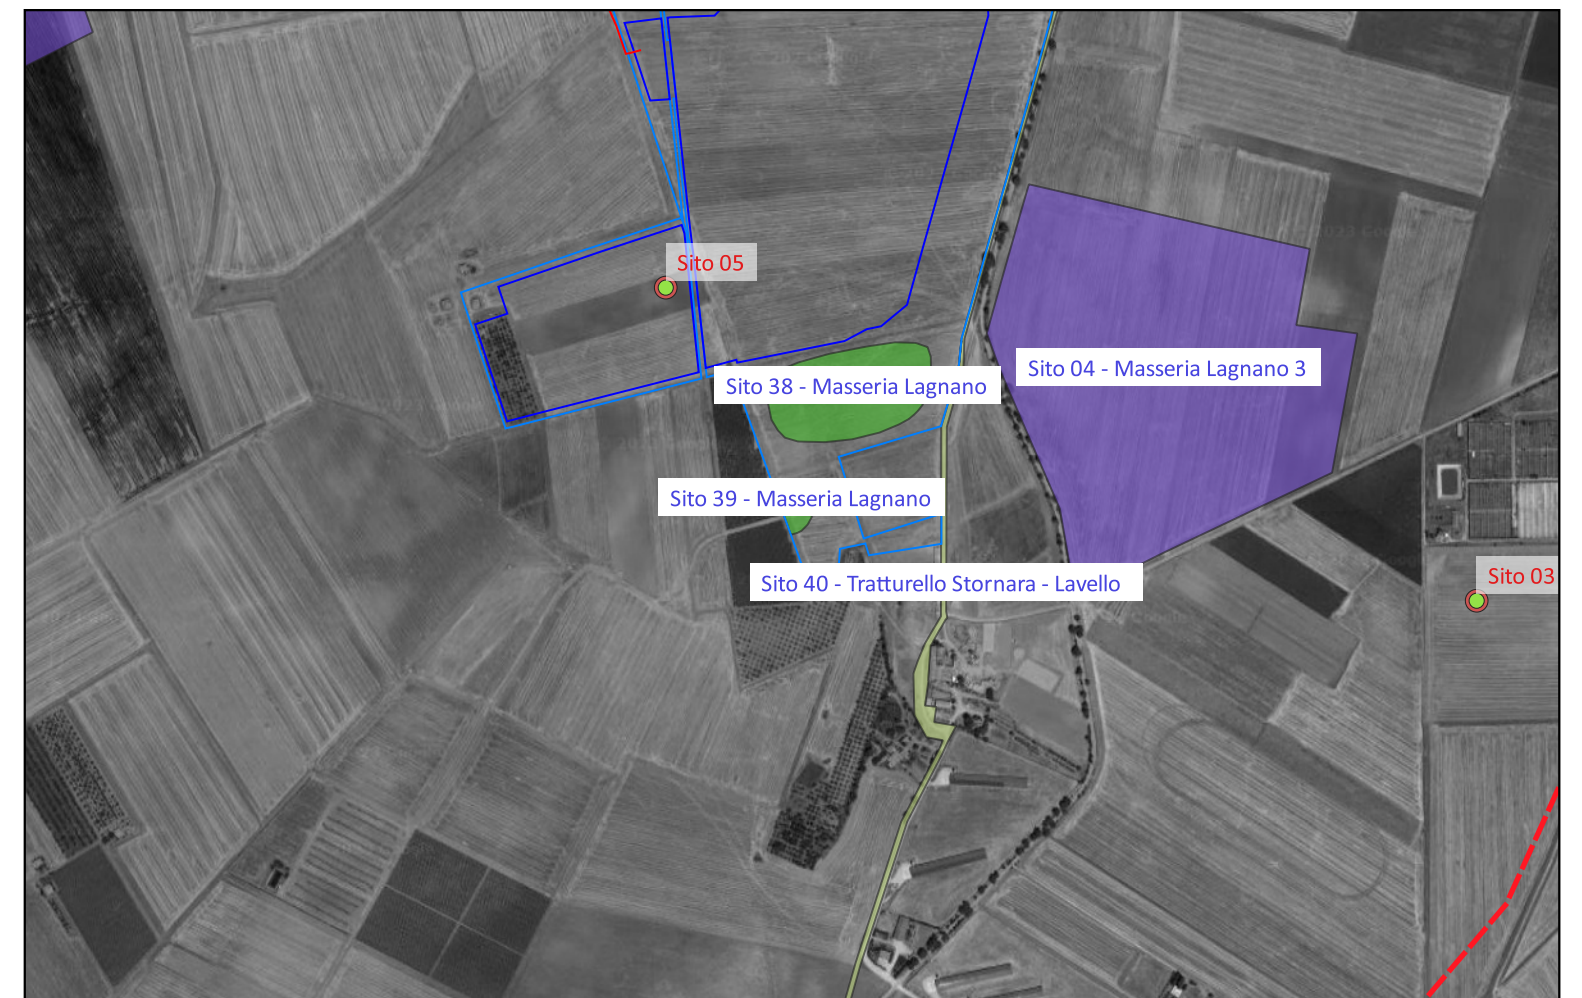 Sito 05
Sito 04 - Masseria Lagnano 3
Sito 38 - Masseria Lagnano
Sito 39 - Masseria Lagnano
Sito 40 - Tratturello Stornara - Lavello
Sito 03